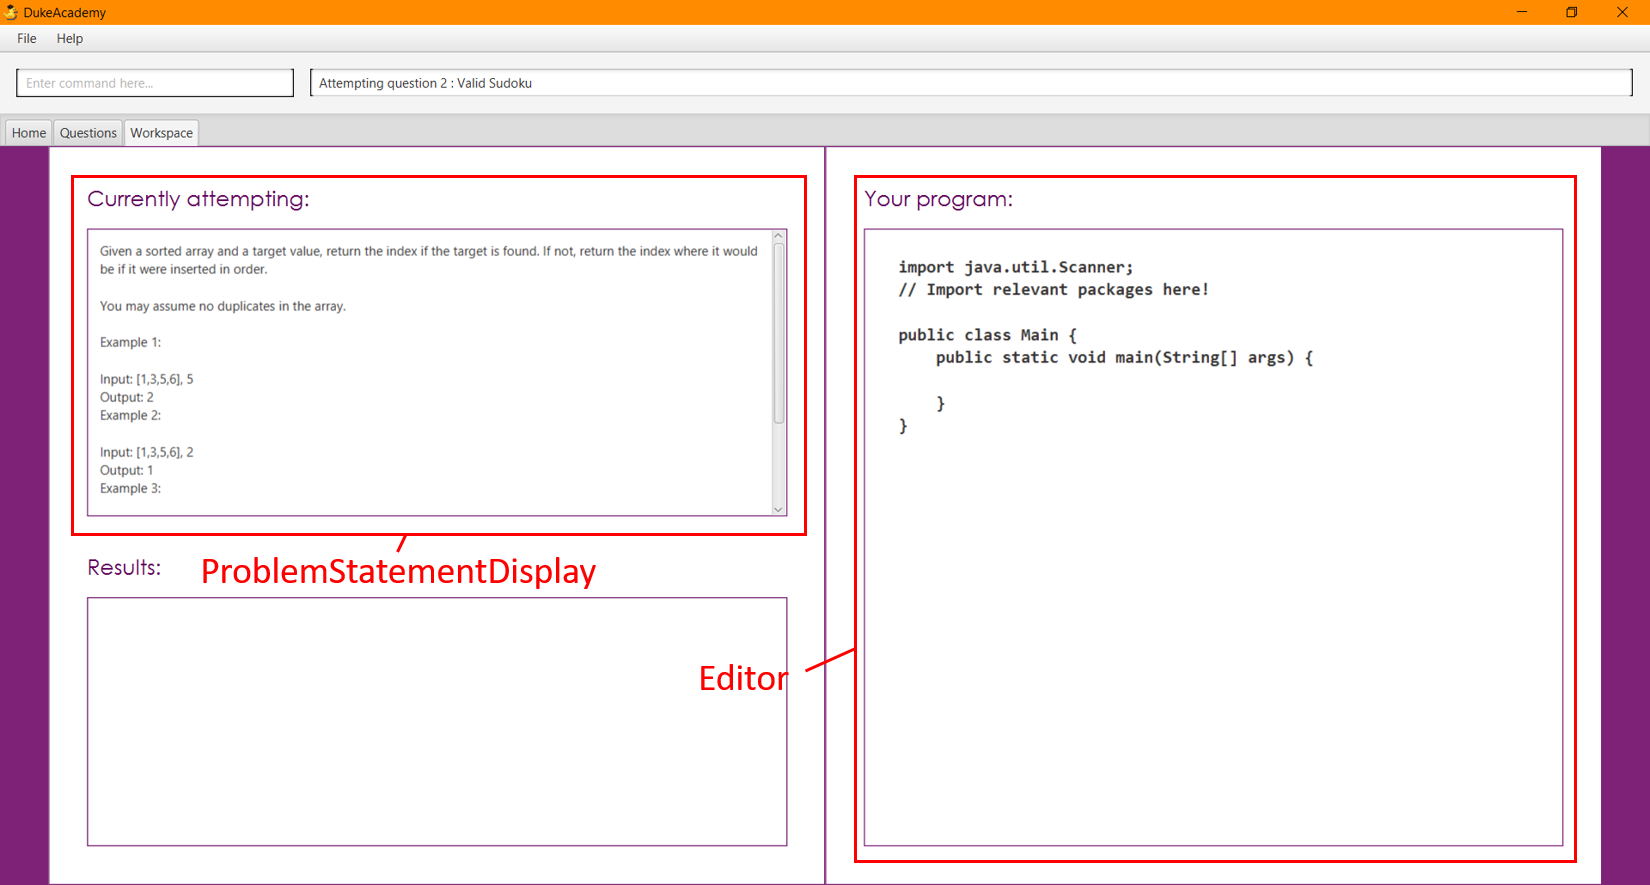 DukeAcademy
File Help
Enter command here...
Attempting question 2 : Valid Sudoku
Home Questions Workspace
Currently attempting:
Given a sorted array and a target value, return the index if the target is found. If not, return the index where it would
be if it were inserted in order.
You may assume no duplicates in the array.
Example 1:
Input: [1,3,5,6], 5
Output: 2
Example 2:
Input: [1,3,5,6], 2
Output: 1
Example 3:
ProblemStatementDisplay
Results:
Your program:
import java.util.Scanner;
// Import relevant packages here!
public class Main {
    public static void main(String[] args) {
    }
}
Editor